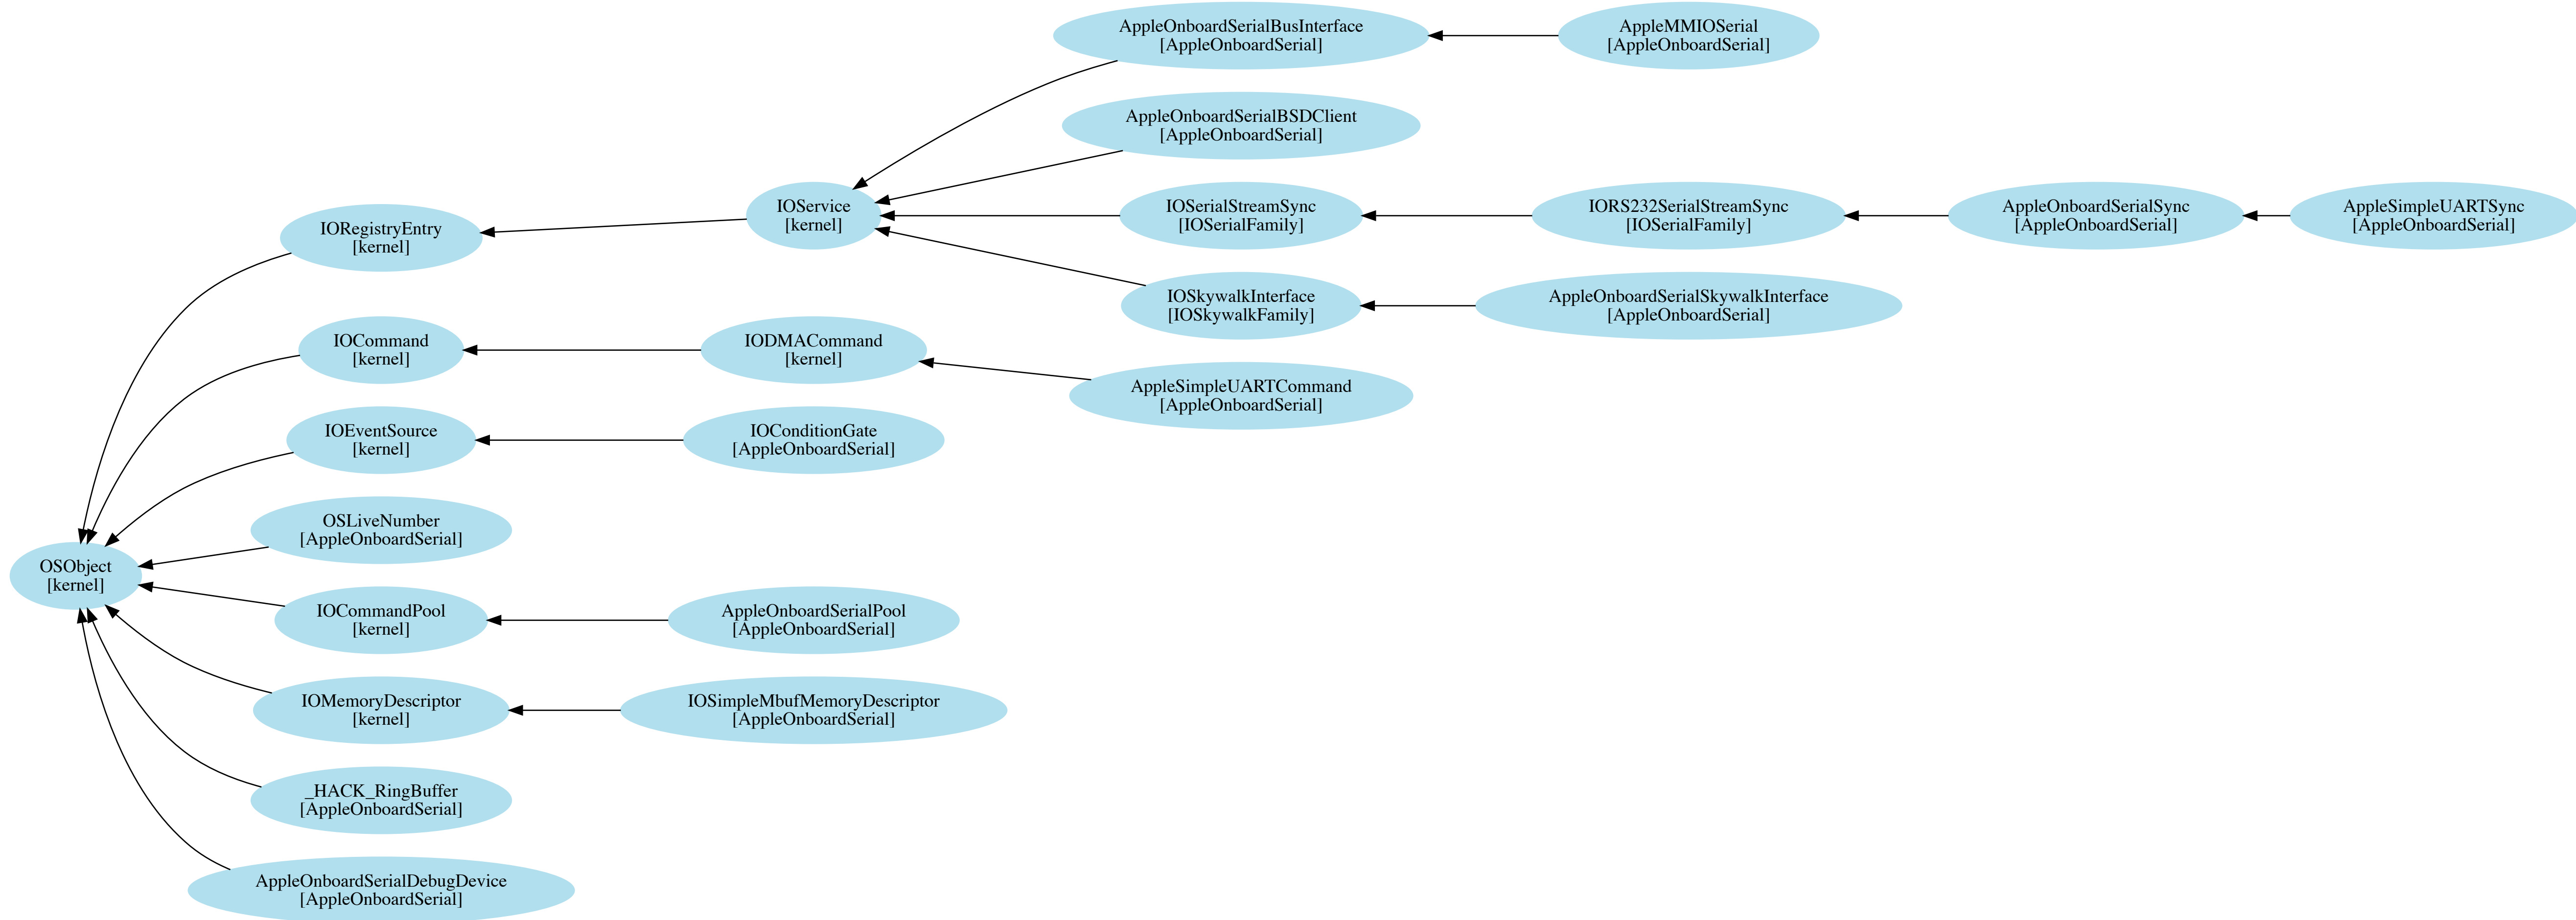 AppleOnboardSerialBusInterface
[AppleOnboardSerial]
AppleMMIOSerial
[AppleOnboardSerial]
AppleOnboardSerialBSDClient
[AppleOnboardSerial]
IORegistryEntry
[kernel]
IOService
[kernel]
IOSerialStreamSync
[IOSerialFamily]
IORS232SerialStreamSync
[IOSerialFamily]
AppleOnboardSerialSync
[AppleOnboardSerial]
AppleSimpleUARTSync
[AppleOnboardSerial]
IOSkywalkInterface
[IOSkywalkFamily]
AppleOnboardSerialSkywalkInterface
[AppleOnboardSerial]
IOCommand
[kernel]
IODMACommand
[kernel]
AppleSimpleUARTCommand
[AppleOnboardSerial]
IOEventSource
[kernel]
IOConditionGate
[AppleOnboardSerial]
OSLiveNumber
[AppleOnboardSerial]
OSObject
[kernel]
IOCommandPool
[kernel]
AppleOnboardSerialPool
[AppleOnboardSerial]
IOMemoryDescriptor
[kernel]
IOSimpleMbufMemoryDescriptor
[AppleOnboardSerial]
_HACK_RingBuffer
[AppleOnboardSerial]
AppleOnboardSerialDebugDevice
[AppleOnboardSerial]